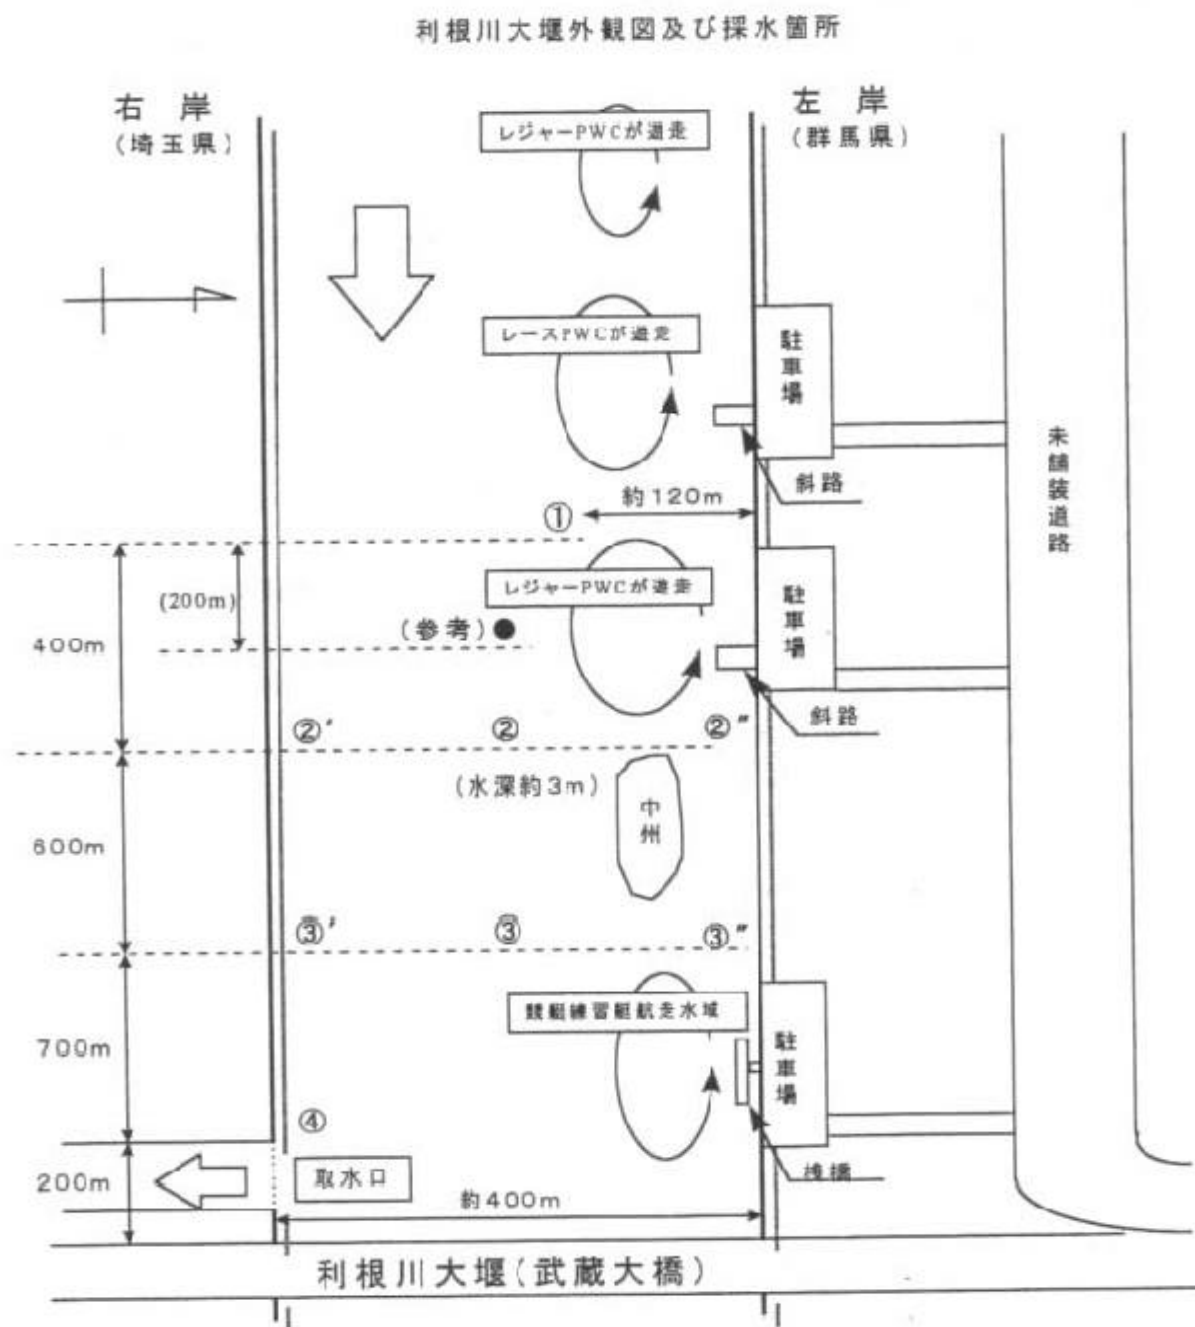 利根川大堰外観図及び採水箇所
右岸
(埼玉県)
左岸
(群馬県)
レジャーPWCが遊走
レースPWCが遊走
駐車場
斜路
未舗装道路
約120m
①
レジャーPWCが遊走
駐車場
(200m)
(参考)●
400m
斜路
②' ② ②"
(水深約3m)
中州
600m
③' ③ ③"
競艇練習艇航走水域
駐車場
700m
④
桟橋
200m
取水口
約400m
利根川大堰(武蔵大橋)